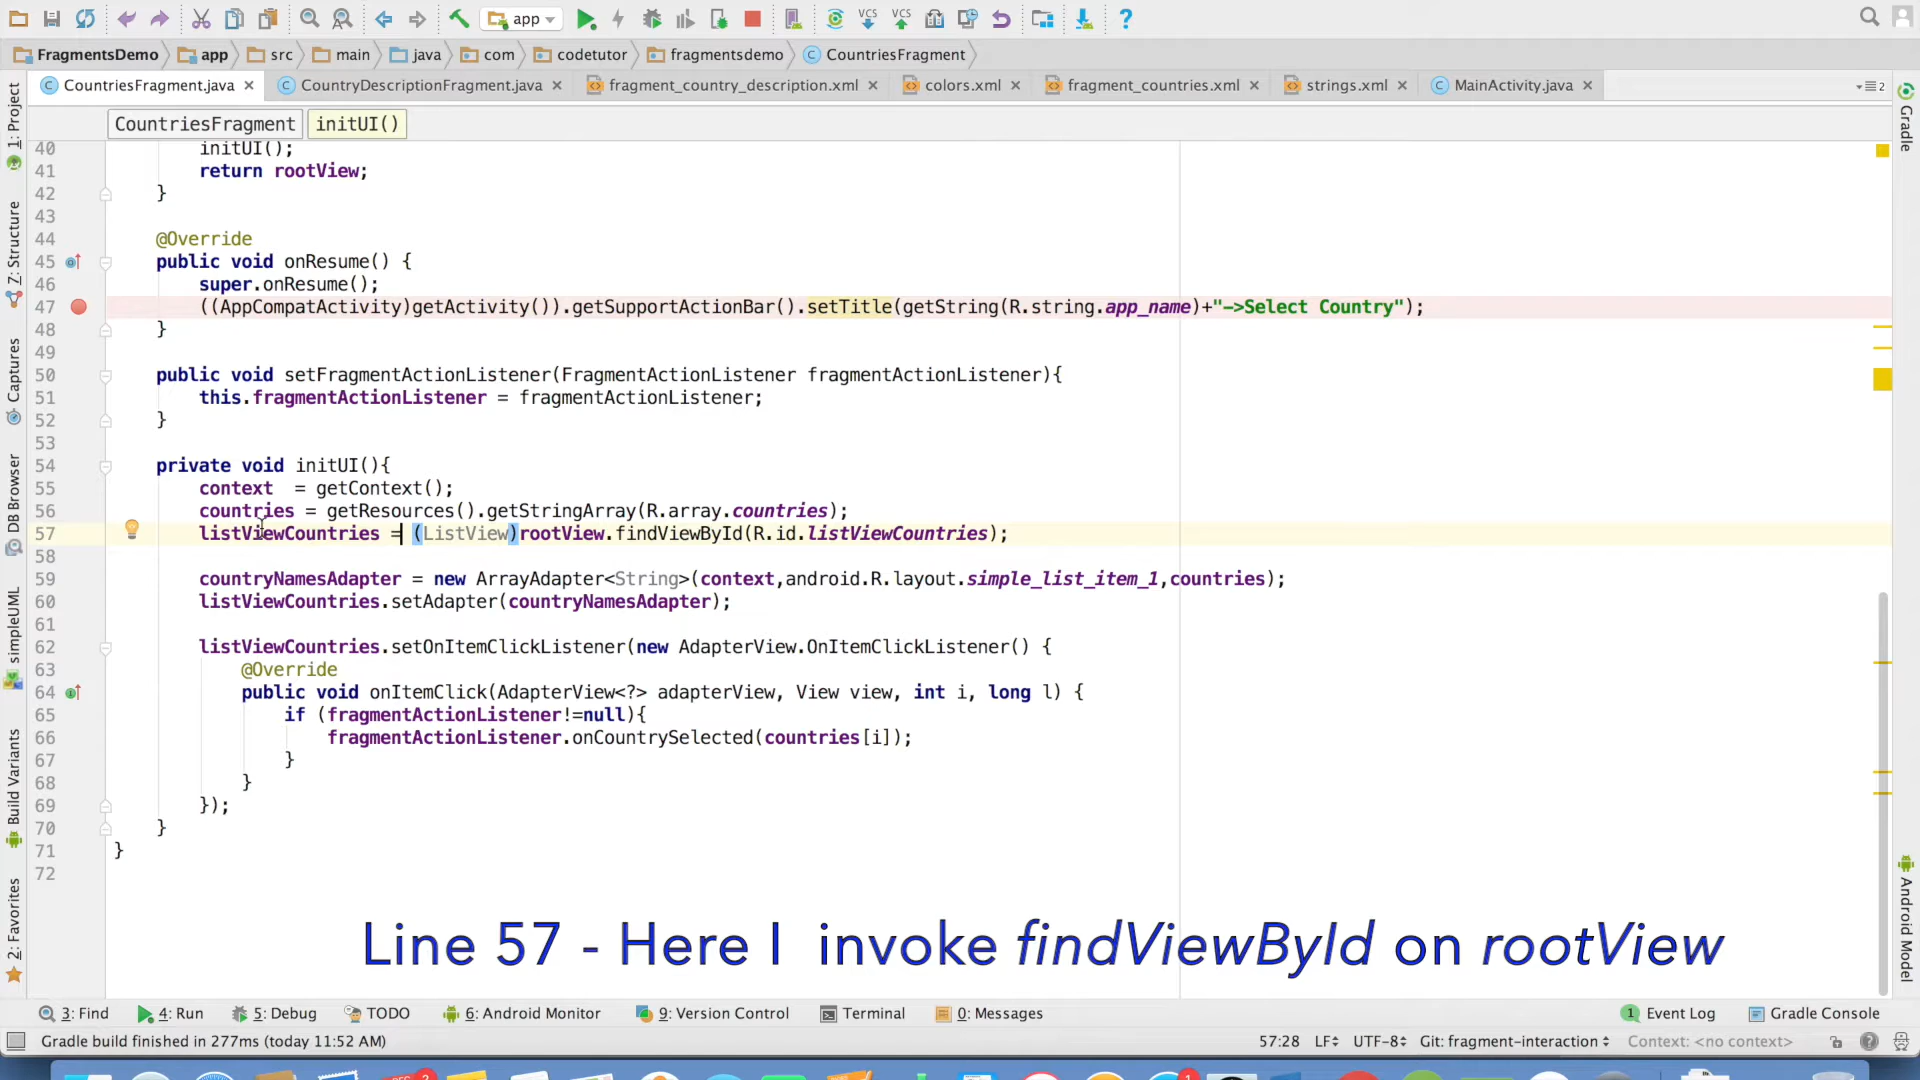 app
FragmentsDemo app src main java com codetutor fragmentsdemo CountriesFragment
CountriesFragment.java CountryDescriptionFragment.java fragment_country_description.xml colors.xml fragment_countries.xml strings.xml MainActivity.java
CountriesFragment initUI()
40 initUI();
41 return rootView;
42 }
43
44 @Override
45 public void onResume() {
46 super.onResume();
47 ((AppCompatActivity)getActivity()).getSupportActionBar().setTitle(getString(R.string.app_name)+"->Select Country");
48 }
49
50 public void setFragmentActionListener(FragmentActionListener fragmentActionListener){
51 this.fragmentActionListener = fragmentActionListener;
52 }
53
54 private void initUI(){
55 context  = getContext();
56 countries = getResources().getStringArray(R.array.countries);
57 listViewCountries = (ListView)rootView.findViewById(R.id.listViewCountries);
58
59 countryNamesAdapter = new ArrayAdapter<String>(context,android.R.layout.simple_list_item_1,countries);
60 listViewCountries.setAdapter(countryNamesAdapter);
61
62 listViewCountries.setOnItemClickListener(new AdapterView.OnItemClickListener() {
63 @Override
64 public void onItemClick(AdapterView<?> adapterView, View view, int i, long l) {
65 if (fragmentActionListener!=null){
66 fragmentActionListener.onCountrySelected(countries[i]);
67 }
68 }
69 });
70 }
71 }
72
1: Project
Z: Structure
Captures
DB Browser
simpleUML
Build Variants
2: Favorites
Gradle
Android Model
Line 57 - Here I invoke findViewById on rootView
3: Find 4: Run 5: Debug TODO 6: Android Monitor 9: Version Control Terminal 0: Messages 1 Event Log Gradle Console
Gradle build finished in 277ms (today 11:52 AM) 57:28 LF UTF-8 Git: fragment-interaction Context: <no context>